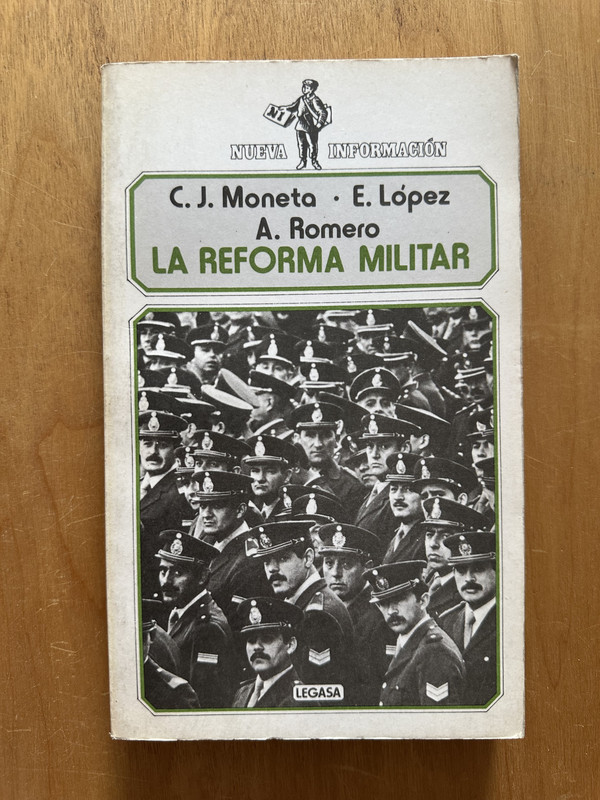 NI
NUEVA INFORMACIÓN
C. J. Moneta · E. López
A. Romero
LA REFORMA MILITAR
LEGASA